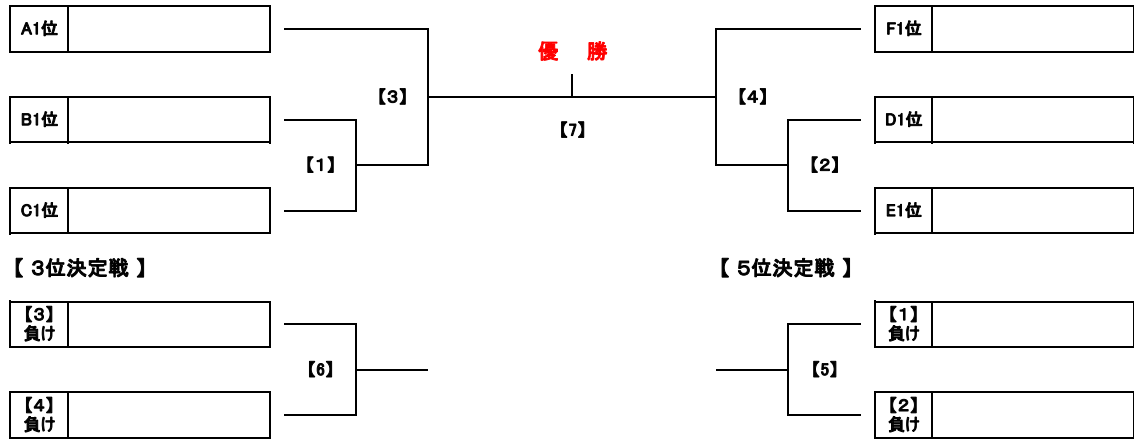 A1位
F1位
優　勝
【3】
【4】
B1位
D1位
【7】
【1】
【2】
C1位
E1位
【 3位決定戦 】
【 5位決定戦 】
【3】
負け
【1】
負け
【6】
【5】
【4】
負け
【2】
負け